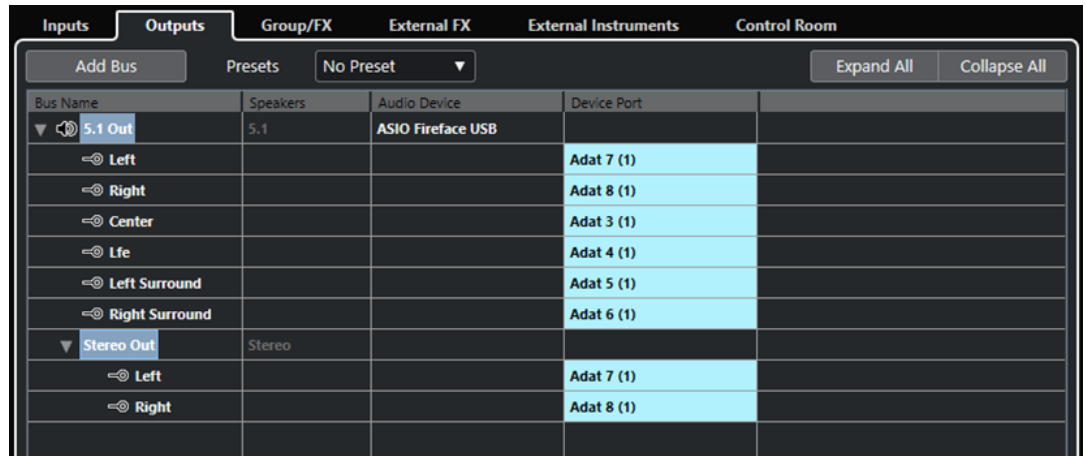 Inputs Outputs Group/FX External FX External Instruments Control Room
Add Bus Presets No Preset Expand All Collapse All
Bus Name Speakers Audio Device Device Port
5.1 Out 5.1 ASIO Fireface USB
Left Adat 7 (1)
Right Adat 8 (1)
Center Adat 3 (1)
Lfe Adat 4 (1)
Left Surround Adat 5 (1)
Right Surround Adat 6 (1)
Stereo Out Stereo
Left Adat 7 (1)
Right Adat 8 (1)